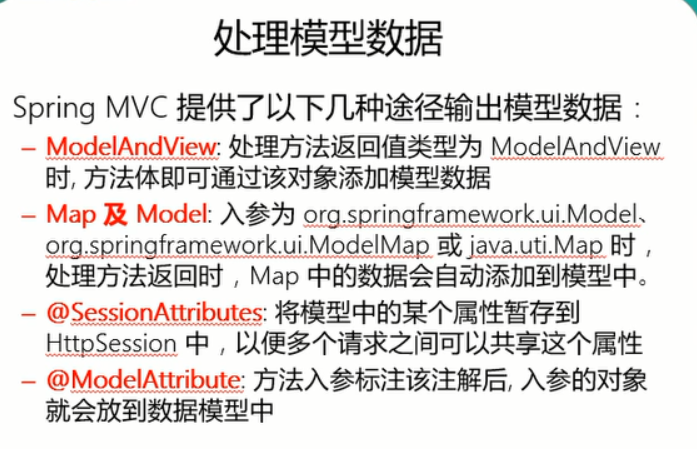 处理模型数据
Spring MVC 提供了以下几种途径输出模型数据：
– ModelAndView: 处理方法返回值类型为 ModelAndView
时, 方法体即可通过该对象添加模型数据
– Map 及 Model: 入参为 org.springframework.ui.Model、
org.springframework.ui.ModelMap 或 java.uti.Map 时，
处理方法返回时，Map 中的数据会自动添加到模型中。
– @SessionAttributes: 将模型中的某个属性暂存到
HttpSession 中，以便多个请求之间可以共享这个属性
– @ModelAttribute: 方法入参标注该注解后, 入参的对象
就会放到数据模型中